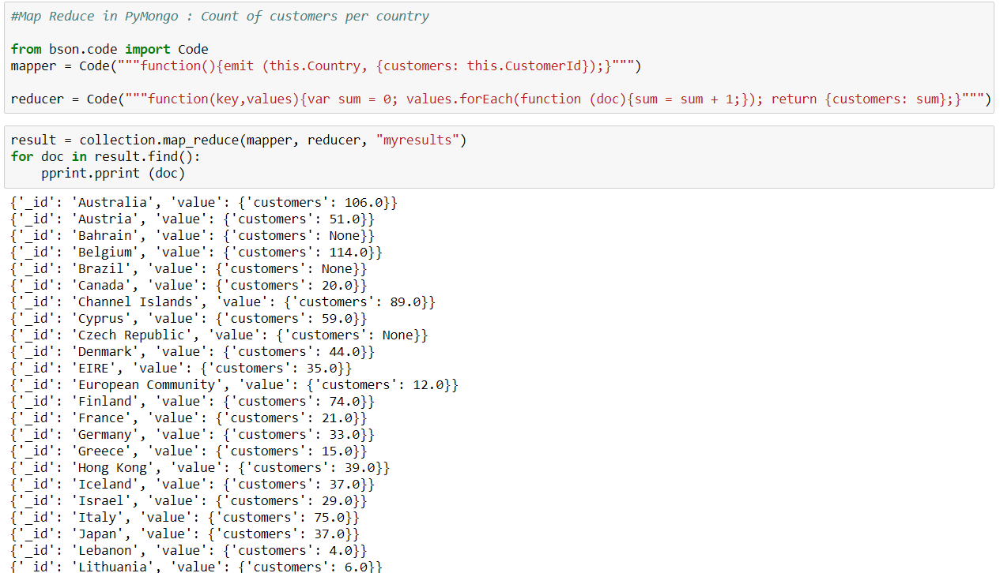 #Map Reduce in PyMongo : Count of customers per country
from bson.code import Code
mapper = Code("""function(){emit (this.Country, {customers: this.CustomerId});}""")
reducer = Code("""function(key,values){var sum = 0; values.forEach(function (doc){sum = sum + 1;}); return {customers: sum};}""")
result = collection.map_reduce(mapper, reducer, "myresults")
for doc in result.find():
    pprint.pprint (doc)
{'_id': 'Australia', 'value': {'customers': 106.0}}
{'_id': 'Austria', 'value': {'customers': 51.0}}
{'_id': 'Bahrain', 'value': {'customers': None}}
{'_id': 'Belgium', 'value': {'customers': 114.0}}
{'_id': 'Brazil', 'value': {'customers': None}}
{'_id': 'Canada', 'value': {'customers': 20.0}}
{'_id': 'Channel Islands', 'value': {'customers': 89.0}}
{'_id': 'Cyprus', 'value': {'customers': 59.0}}
{'_id': 'Czech Republic', 'value': {'customers': None}}
{'_id': 'Denmark', 'value': {'customers': 44.0}}
{'_id': 'EIRE', 'value': {'customers': 35.0}}
{'_id': 'European Community', 'value': {'customers': 12.0}}
{'_id': 'Finland', 'value': {'customers': 74.0}}
{'_id': 'France', 'value': {'customers': 21.0}}
{'_id': 'Germany', 'value': {'customers': 33.0}}
{'_id': 'Greece', 'value': {'customers': 15.0}}
{'_id': 'Hong Kong', 'value': {'customers': 39.0}}
{'_id': 'Iceland', 'value': {'customers': 37.0}}
{'_id': 'Israel', 'value': {'customers': 29.0}}
{'_id': 'Italy', 'value': {'customers': 75.0}}
{'_id': 'Japan', 'value': {'customers': 37.0}}
{'_id': 'Lebanon', 'value': {'customers': 4.0}}
{'_id': 'Lithuania', 'value': {'customers': 6.0}}